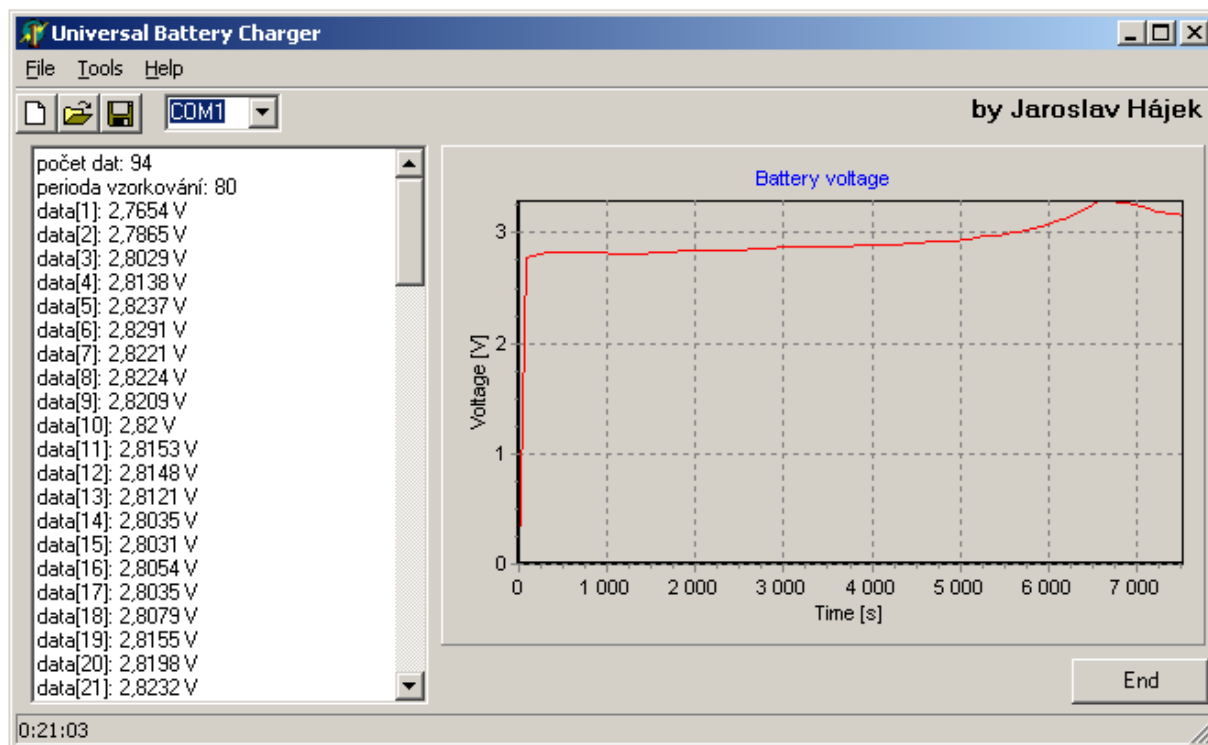 Universal Battery Charger
File Tools Help
COM1
by Jaroslav Hájek
počet dat: 94
perioda vzorkování: 80
data[1]: 2,7654 V
data[2]: 2,7865 V
data[3]: 2,8029 V
data[4]: 2,8138 V
data[5]: 2,8237 V
data[6]: 2,8291 V
data[7]: 2,8221 V
data[8]: 2,8224 V
data[9]: 2,8209 V
data[10]: 2,82 V
data[11]: 2,8153 V
data[12]: 2,8148 V
data[13]: 2,8121 V
data[14]: 2,8035 V
data[15]: 2,8031 V
data[16]: 2,8054 V
data[17]: 2,8035 V
data[18]: 2,8079 V
data[19]: 2,8155 V
data[20]: 2,8198 V
data[21]: 2,8232 V
Battery voltage
Voltage [V]
3
2
1
0
0 1 000 2 000 3 000 4 000 5 000 6 000 7 000
Time [s]
End
0:21:03